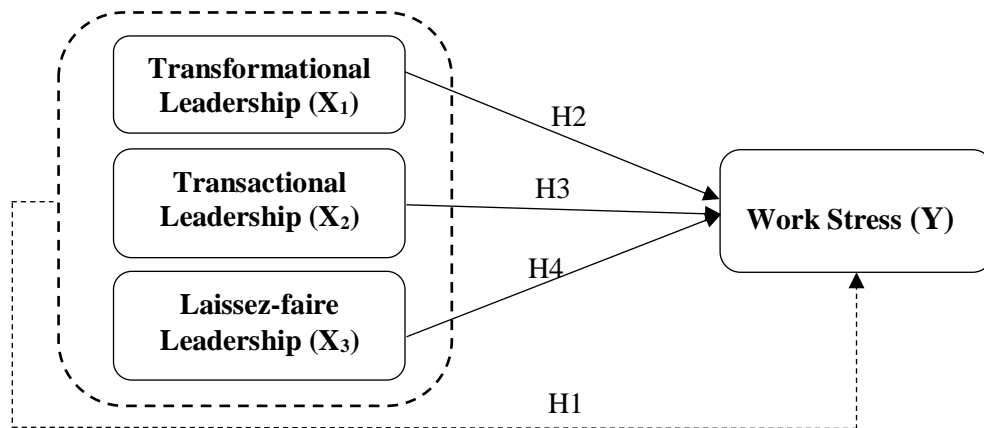 Transformational
Leadership (X₁)
H2
Transactional
Leadership (X₂)
H3
Work Stress (Y)
H4
Laissez-faire
Leadership (X₃)
H1